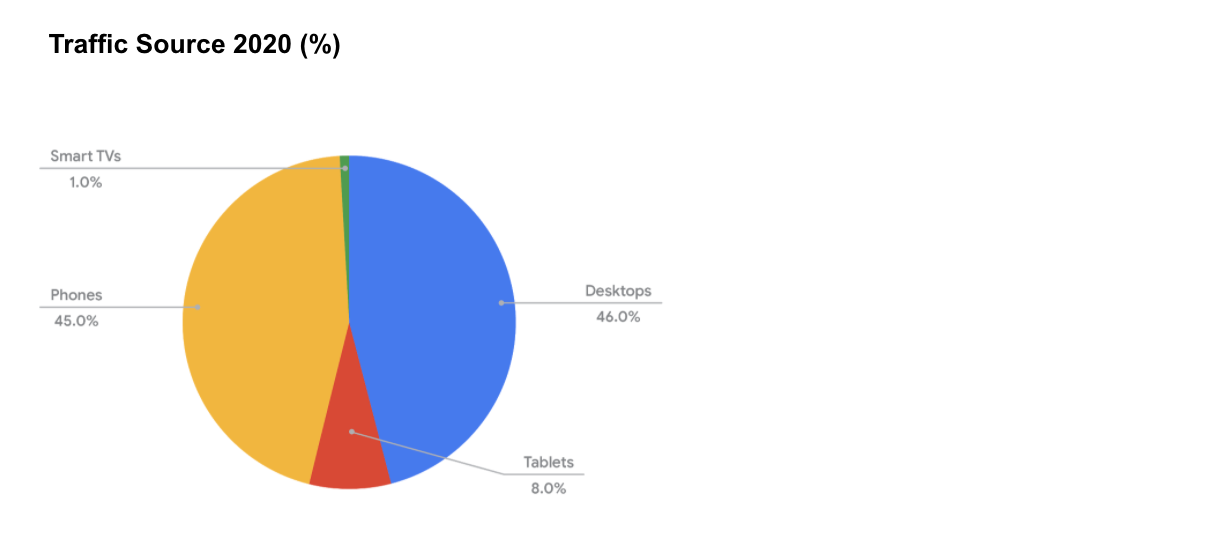 Traffic Source 2020 (%)
Smart TVs
1.0%
Phones
45.0%
Desktops
46.0%
Tablets
8.0%